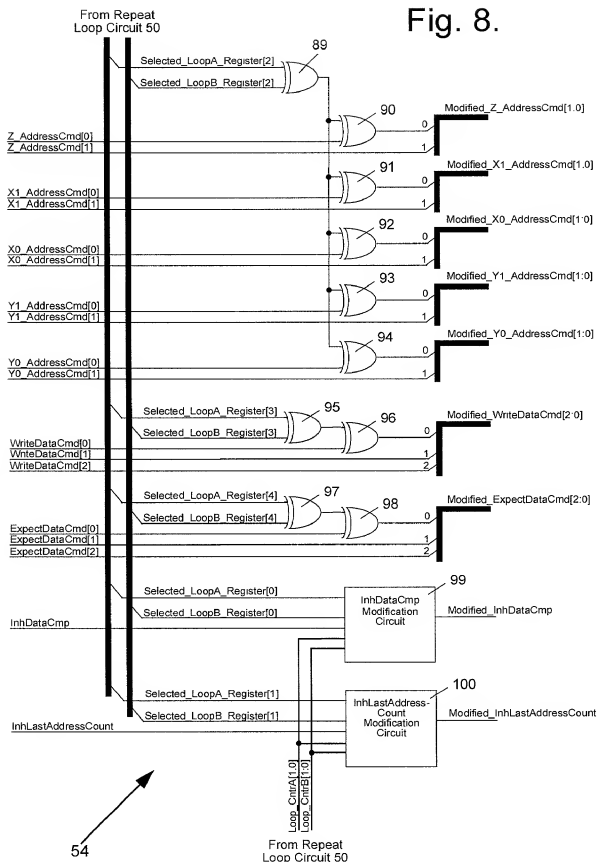 From Repeat
Loop Circuit 50
Fig. 8.
Selected_LoopA_Register[2]
89
Selected_LoopB_Register[2]
90
Modified_Z_AddressCmd[1.0]
0
Z_AddressCmd[0]
Z_AddressCmd[1]
1
91
Modified_X1_AddressCmd[1.0]
0
X1_AddressCmd[0]
X1_AddressCmd[1]
1
92
Modified_X0_AddressCmd[1:0]
0
X0_AddressCmd[0]
X0_AddressCmd[1]
1
93
Modified_Y1_AddressCmd[1:0]
0
Y1_AddressCmd[0]
Y1_AddressCmd[1]
1
94
Modified_Y0_AddressCmd[1:0]
0
Y0_AddressCmd[0]
Y0_AddressCmd[1]
1
Selected_LoopA_Register[3]
95
96
Modified_WriteDataCmd[2:0]
Selected_LoopB_Register[3]
0
WriteDataCmd[0]
WriteDataCmd[1]
1
WriteDataCmd[2]
2
Selected_LoopA_Register[4]
97
98
Modified_ExpectDataCmd[2:0]
Selected_LoopB_Register[4]
0
ExpectDataCmd[0]
ExpectDataCmd[1]
1
ExpectDataCmd[2]
2
99
Selected_LoopA_Register[0]
InhDataCmp
Modification
Circuit
Selected_LoopB_Register[0]
Modified_InhDataCmp
InhDataCmp
100
Selected_LoopA_Register[1]
InhLastAddress-
Count
Modification
Circuit
Selected_LoopB_Register[1]
Modified_InhLastAddressCount
InhLastAddressCount
Loop_CntrA[1:0]
Loop_CntrB[1:0]
54
From Repeat
Loop Circuit 50